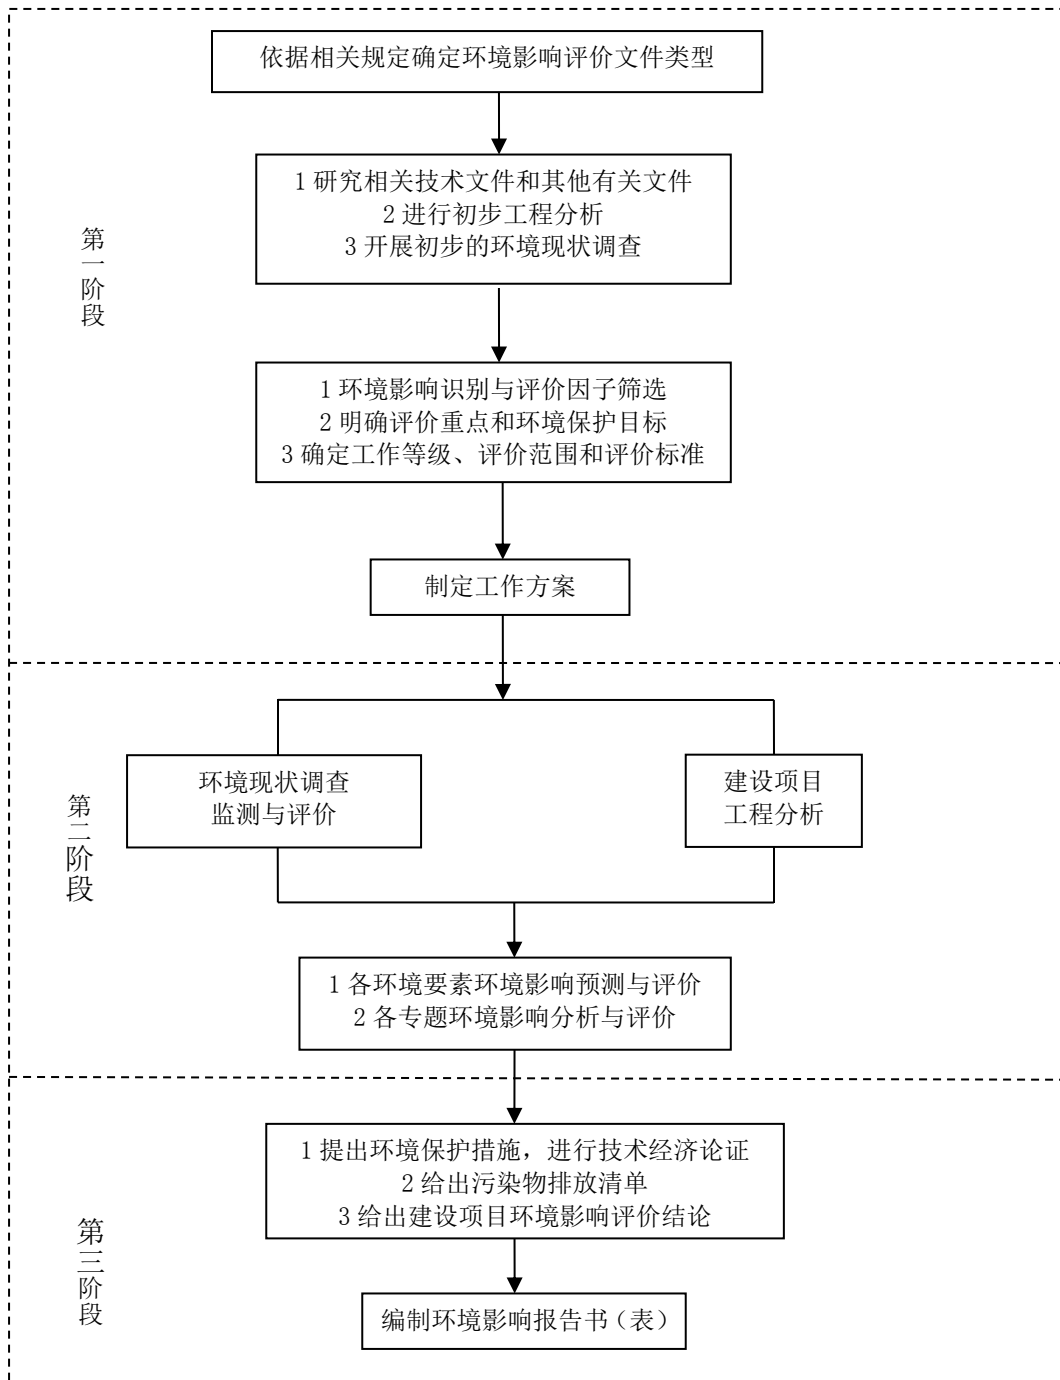 依据相关规定确定环境影响评价文件类型
1 研究相关技术文件和其他有关文件
2 进行初步工程分析
3 开展初步的环境现状调查
第一阶段
1 环境影响识别与评价因子筛选
2 明确评价重点和环境保护目标
3 确定工作等级、评价范围和评价标准
制定工作方案
环境现状调查
监测与评价
建设项目
工程分析
第二阶段
1 各环境要素环境影响预测与评价
2 各专题环境影响分析与评价
1 提出环境保护措施，进行技术经济论证
2 给出污染物排放清单
3 给出建设项目环境影响评价结论
第三阶段
编制环境影响报告书（表）